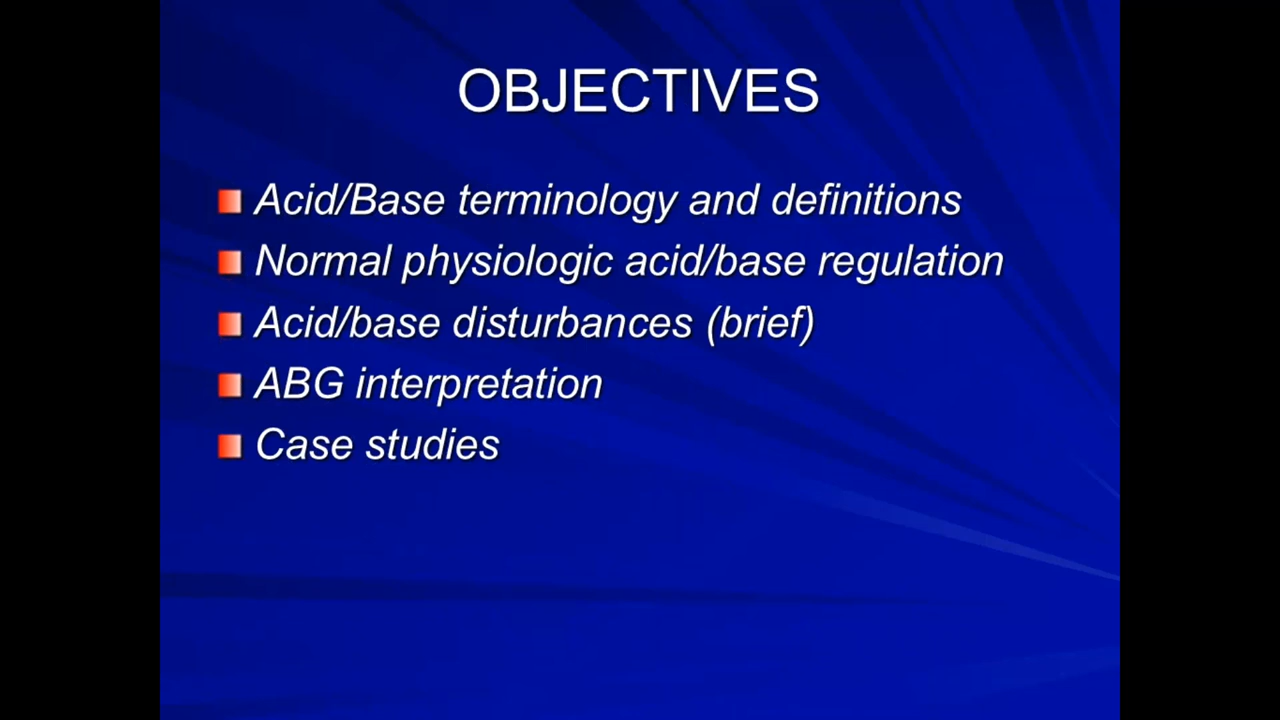 OBJECTIVES
Acid/Base terminology and definitions
Normal physiologic acid/base regulation
Acid/base disturbances (brief)
ABG interpretation
Case studies